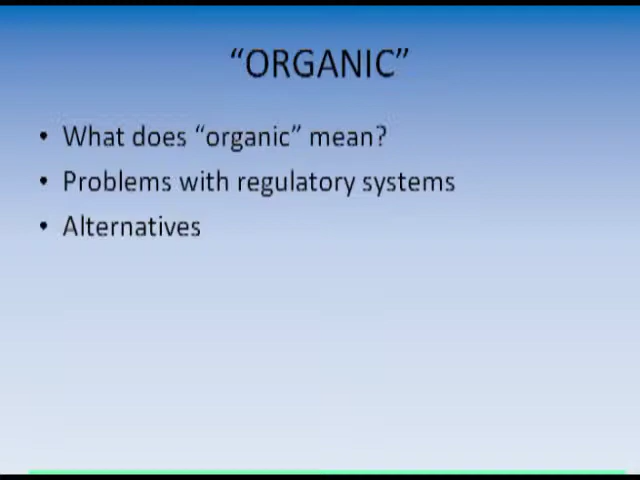 “ORGANIC”
• What does “organic” mean?
• Problems with regulatory systems
• Alternatives